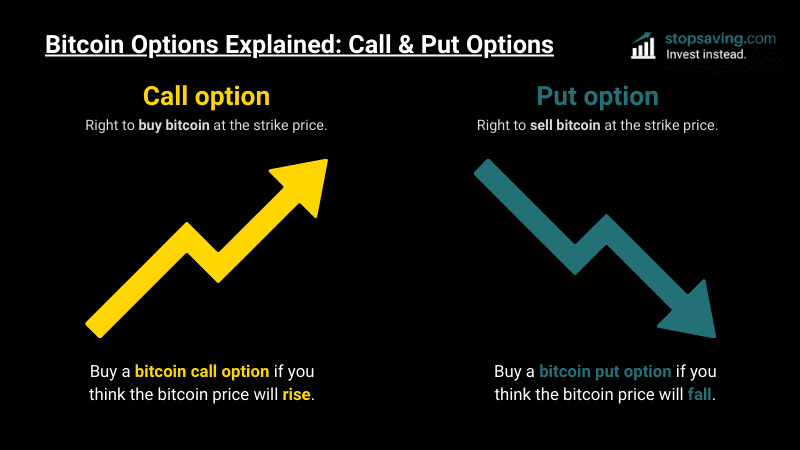 Bitcoin Options Explained: Call & Put Options
stopsaving.com
Invest instead.
Call option
Right to buy bitcoin at the strike price.
Put option
Right to sell bitcoin at the strike price.
Buy a bitcoin call option if you
think the bitcoin price will rise.
Buy a bitcoin put option if you
think the bitcoin price will fall.